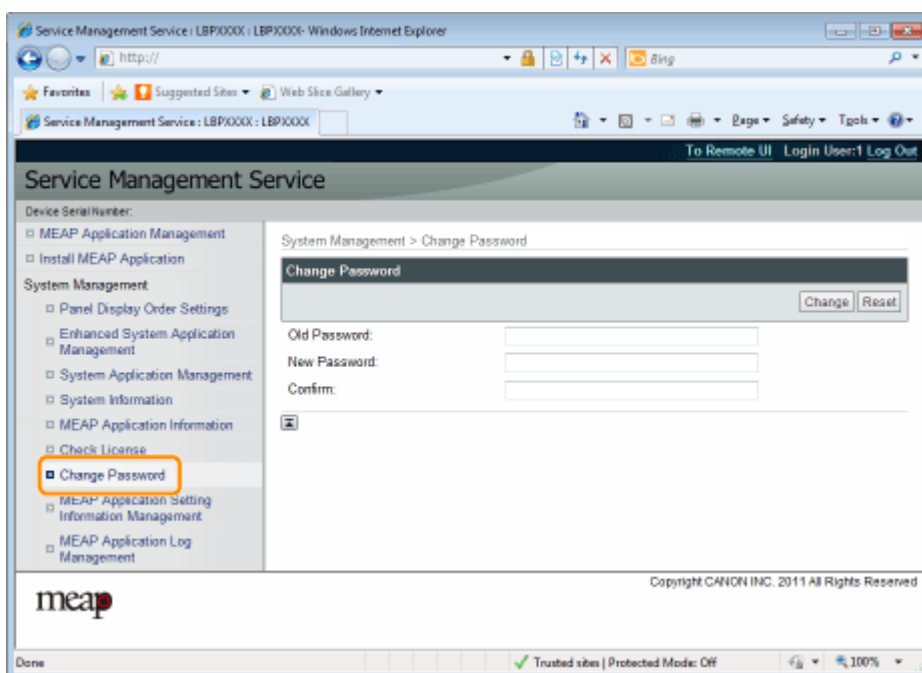 Service Management Service : LBPXXXX : LBPXXXX- Windows Internet Explorer
http://
Bing
Favorites Suggested Sites Web Slice Gallery
Service Management Service : LBPXXXX : LBPXXXX
Page Safety Tools
To Remote UI Login User:1 Log Out
Service Management Service
Device Serial Number:
MEAP Application Management
Install MEAP Application
System Management
Panel Display Order Settings
Enhanced System Application
Management
System Application Management
System Information
MEAP Application Information
Check License
Change Password
MEAP Application Setting
Information Management
MEAP Application Log
Management
System Management > Change Password
Change Password
Change Reset
Old Password:
New Password:
Confirm:
Copyright CANON INC. 2011 All Rights Reserved
meap
Done
Trusted sites | Protected Mode: Off
100%